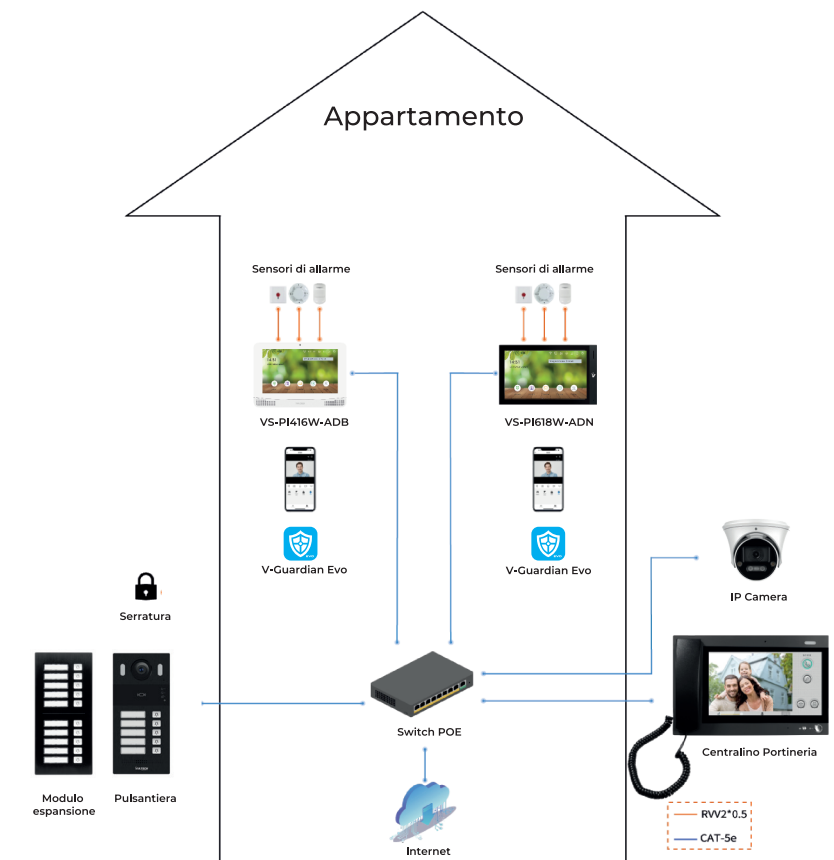 Appartamento
Sensori di allarme
Sensori di allarme
VS-PI416W-ADB
VS-PI618W-ADN
V-Guardian Evo
V-Guardian Evo
IP Camera
Serratura
Switch POE
Centralino Portineria
Modulo
espansione
Pulsantiera
RVV2*0.5
CAT-5e
Internet